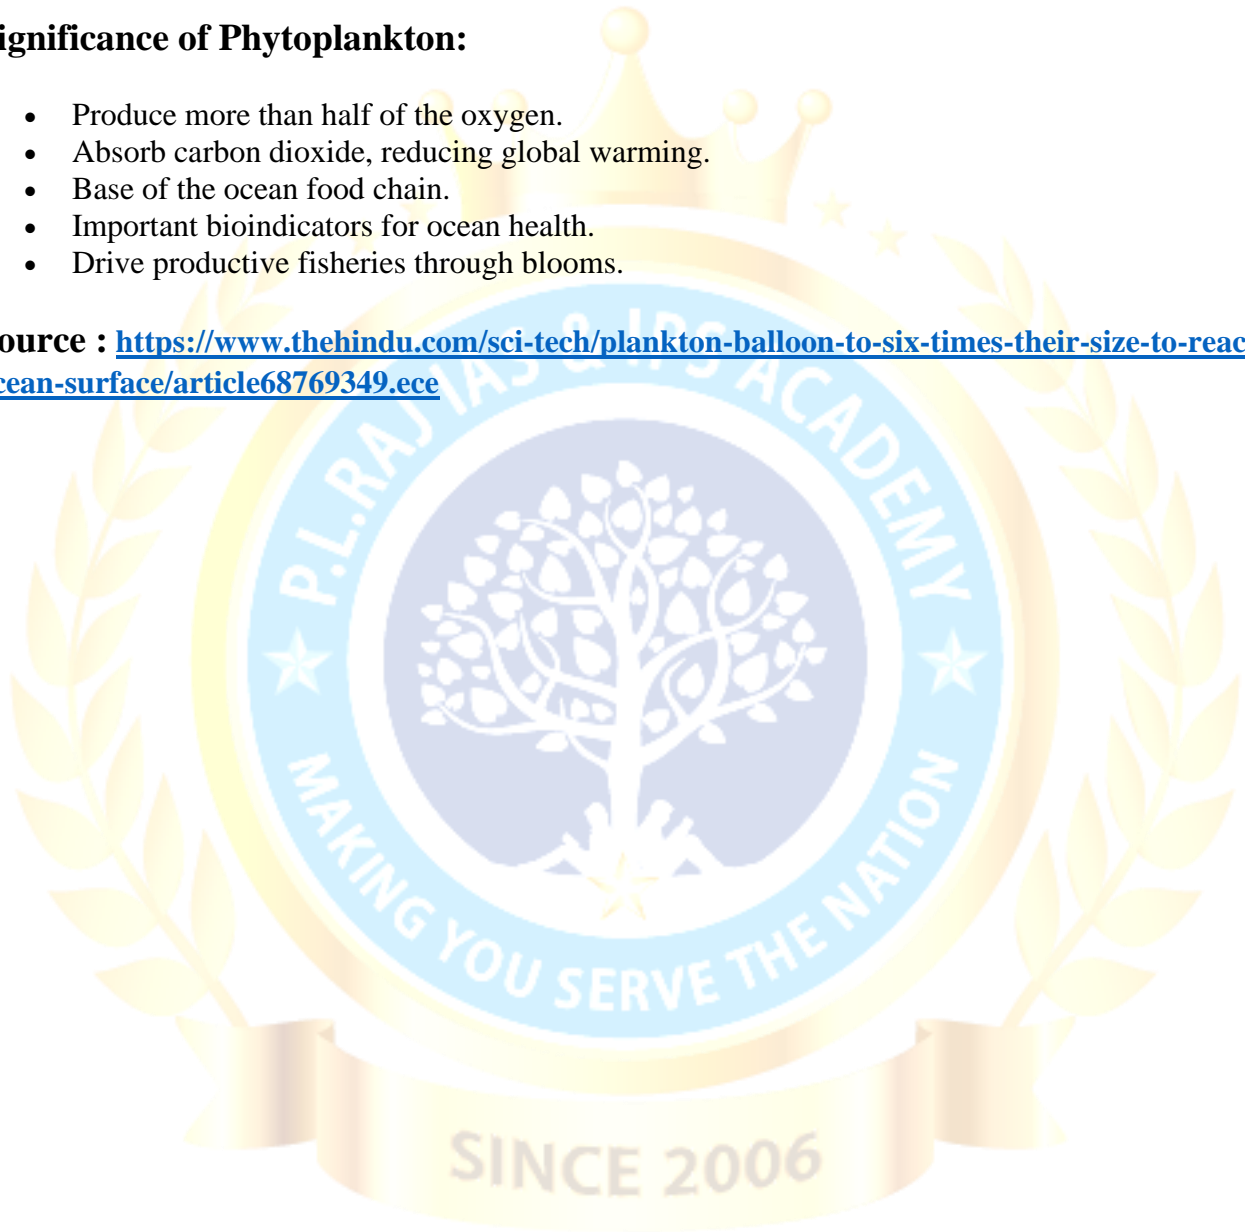 ignificance of Phytoplankton:
• Produce more than half of the oxygen.
• Absorb carbon dioxide, reducing global warming.
• Base of the ocean food chain.
• Important bioindicators for ocean health.
• Drive productive fisheries through blooms.
ource : https://www.thehindu.com/sci-tech/plankton-balloon-to-six-times-their-size-to-reac
cean-surface/article68769349.ece
P.L.RAJ IAS & IPS ACADEMY
MAKING YOU SERVE THE NATION
SINCE 2006